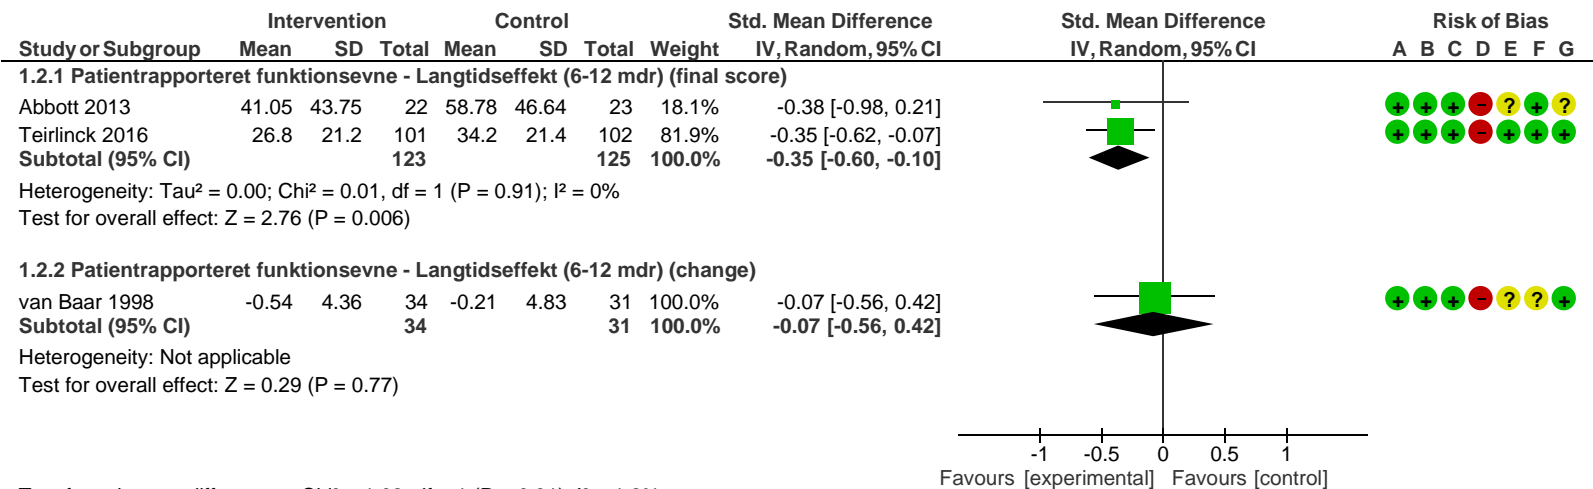 Intervention Control Std. Mean Difference Std. Mean Difference Risk of Bias
Study or Subgroup Mean SD Total Mean SD Total Weight IV, Random, 95% CI IV, Random, 95% CI A B C D E F G
1.2.1 Patientrapporteret funktionsevne - Langtidseffekt (6-12 mdr) (final score)
Abbott 2013 41.05 43.75 22 58.78 46.64 23 18.1% -0.38 [-0.98, 0.21] + + + - ? + ?
Teirlinck 2016 26.8 21.2 101 34.2 21.4 102 81.9% -0.35 [-0.62, -0.07] + + + - + + +
Subtotal (95% CI) 123 125 100.0% -0.35 [-0.60, -0.10]
Heterogeneity: Tau² = 0.00; Chi² = 0.01, df = 1 (P = 0.91); I² = 0%
Test for overall effect: Z = 2.76 (P = 0.006)
1.2.2 Patientrapporteret funktionsevne - Langtidseffekt (6-12 mdr) (change)
van Baar 1998 -0.54 4.36 34 -0.21 4.83 31 100.0% -0.07 [-0.56, 0.42] + + + - ? ? +
Subtotal (95% CI) 34 31 100.0% -0.07 [-0.56, 0.42]
Heterogeneity: Not applicable
Test for overall effect: Z = 0.29 (P = 0.77)
-1 -0.5 0 0.5 1
Favours [experimental] Favours [control]